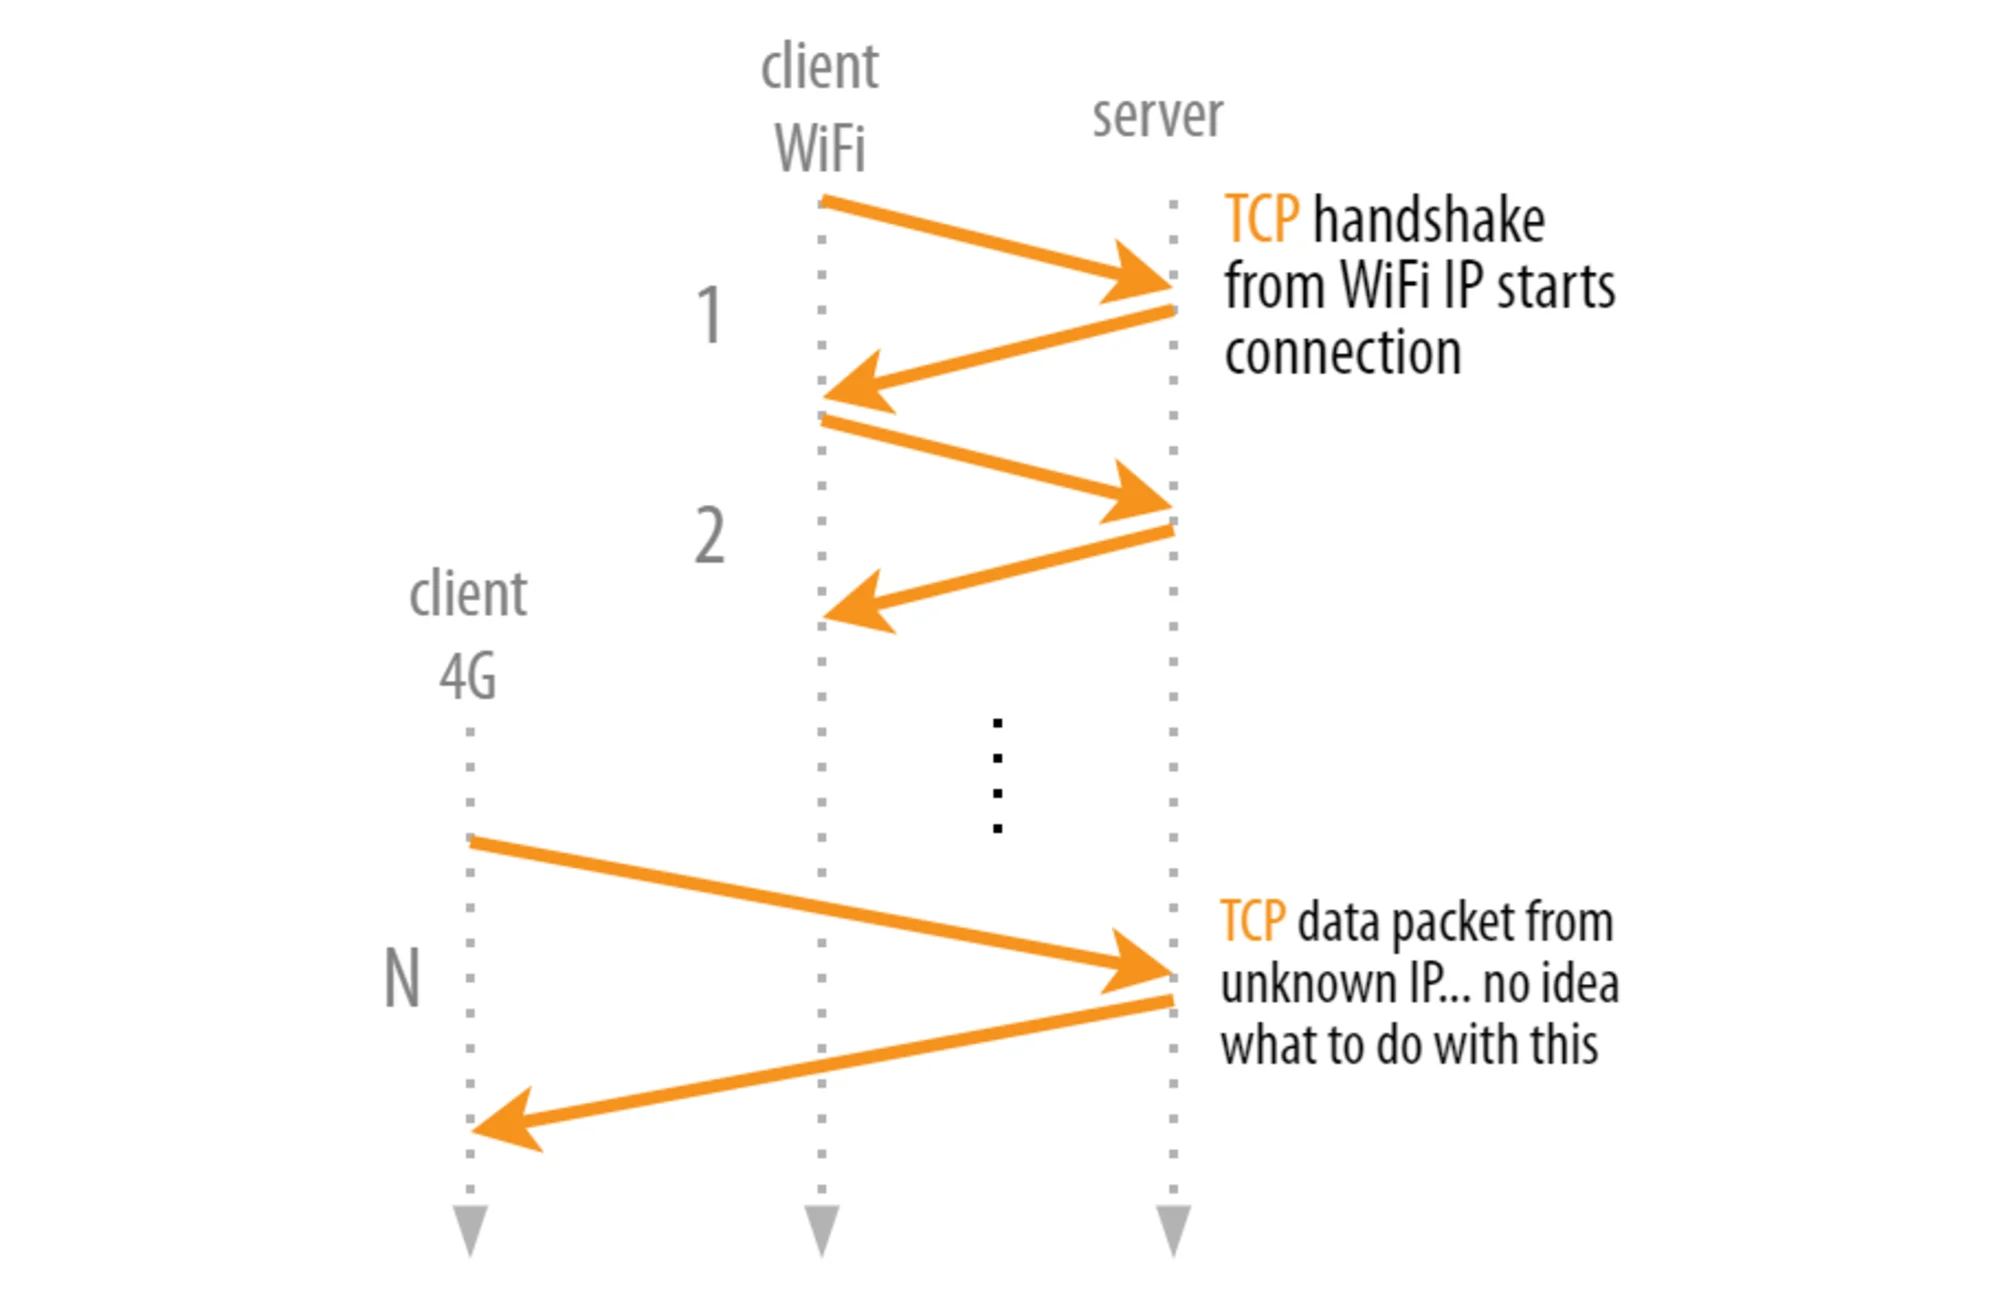 client
WiFi
server
TCP handshake
from WiFi IP starts
connection
1
2
client
4G
N
TCP data packet from
unknown IP... no idea
what to do with this